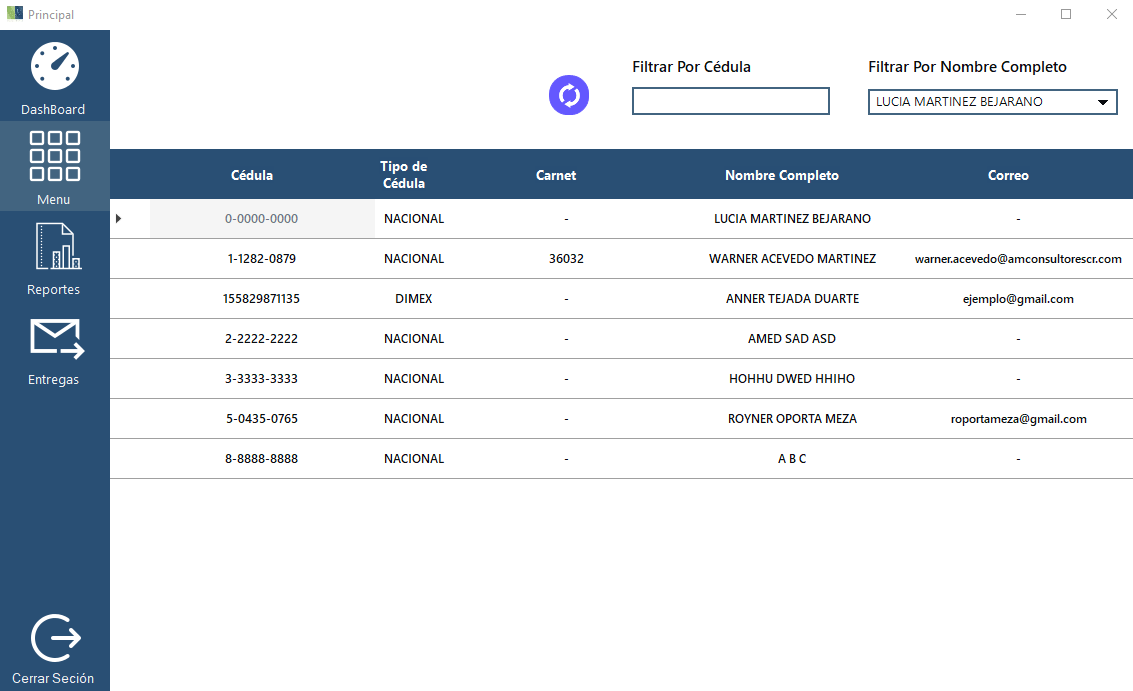 Principal
DashBoard
Menu
Reportes
Entregas
Cerrar Seción
Filtrar Por Cédula
Filtrar Por Nombre Completo
LUCIA MARTINEZ BEJARANO
Cédula Tipo de Cédula Carnet Nombre Completo Correo
0-0000-0000 NACIONAL - LUCIA MARTINEZ BEJARANO -
1-1282-0879 NACIONAL 36032 WARNER ACEVEDO MARTINEZ warner.acevedo@amconsultorescr.com
155829871135 DIMEX - ANNER TEJADA DUARTE ejemplo@gmail.com
2-2222-2222 NACIONAL - AMED SAD ASD -
3-3333-3333 NACIONAL - HOHHU DWED HHIHO -
5-0435-0765 NACIONAL - ROYNER OPORTA MEZA roportameza@gmail.com
8-8888-8888 NACIONAL - A B C -